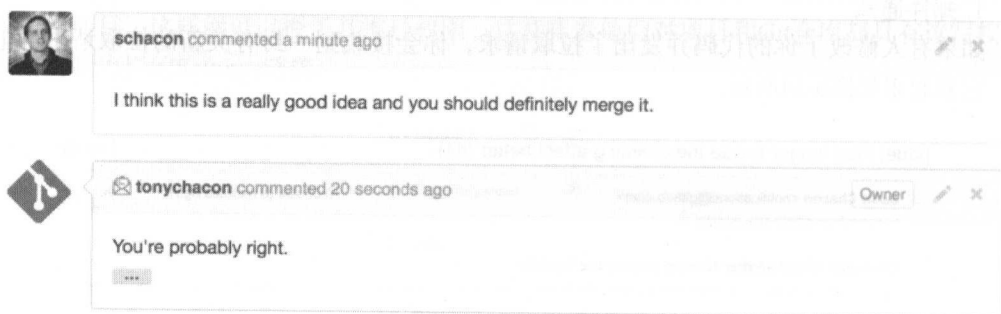 schacon commented a minute ago
I think this is a really good idea and you should definitely merge it.
tonychacon commented 20 seconds ago
Owner
You're probably right.
...